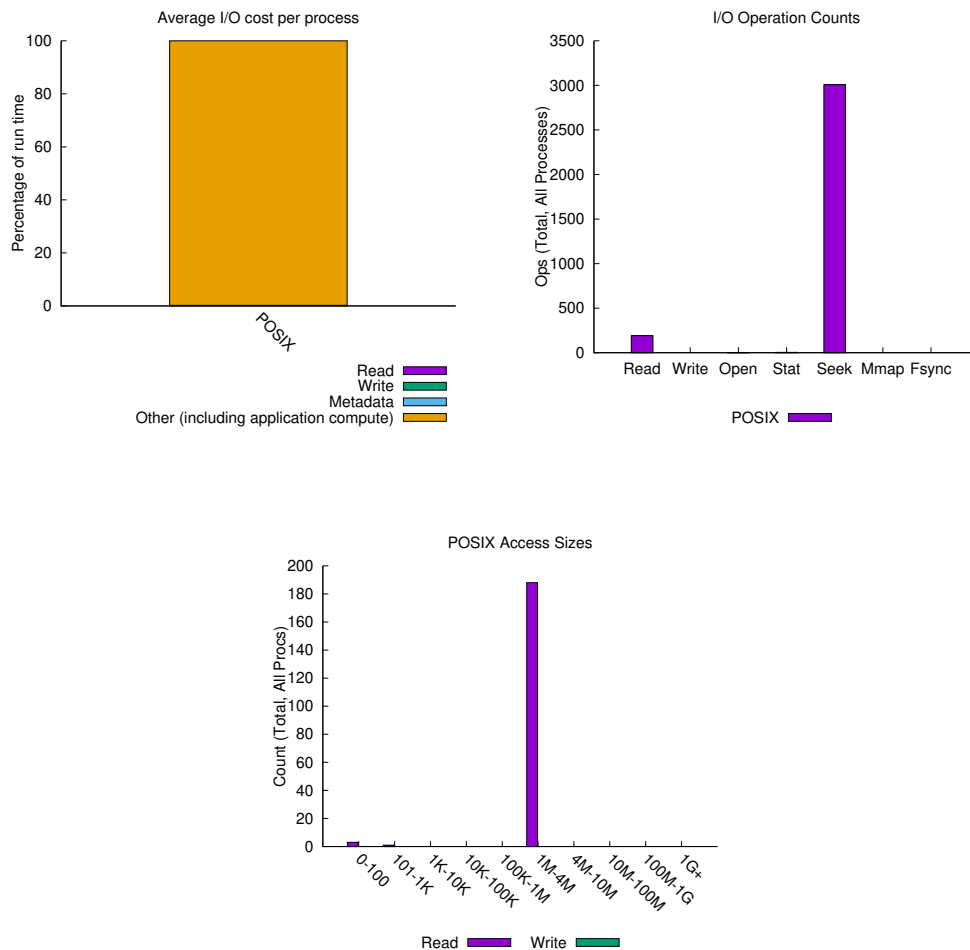 Average I/O cost per process
100
80
60
40
20
0
Percentage of run time
POSIX
Read
Write
Metadata
Other (including application compute)
I/O Operation Counts
3500
3000
2500
2000
1500
1000
500
0
Ops (Total, All Processes)
Read Write Open Stat Seek Mmap Fsync
POSIX
POSIX Access Sizes
200
180
160
140
120
100
80
60
40
20
0
Count (Total, All Procs)
0-100
101-1K
1K-10K
10K-100K
100K-1M
1M-4M
4M-10M
10M-100M
100M-1G
1G+
Read Write